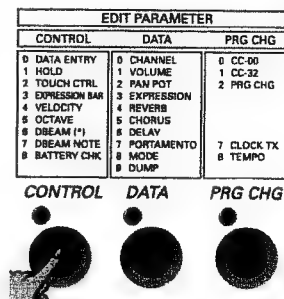 EDIT PARAMETER
CONTROL DATA PRG CHG
0 DATA ENTRY
1 HOLD
2 TOUCH CTRL
3 EXPRESSION BAR
4 VELOCITY
5 OCTAVE
6 DBEAM (*)
7 DBEAM NOTE
8 BATTERY CHK
0 CHANNEL
1 VOLUME
2 PAN POT
3 EXPRESSION
4 REVERB
5 CHORUS
6 DELAY
7 PORTAMENTO
8 MODE
9 DUMP
0 CC-00
1 CC-32
2 PRG CHG
7 CLOCK TX
8 TEMPO
CONTROL DATA PRG CHG